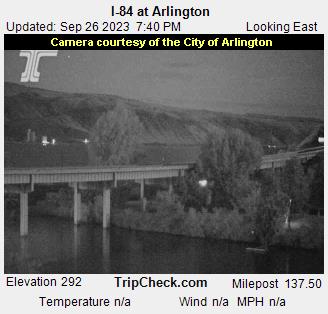 I-84 at Arlington
Updated: Sep 26 2023 7:40 PM Looking East
Camera courtesy of the City of Arlington
Elevation 292 TripCheck.com Milepost 137.50
Temperature n/a Wind n/a MPH n/a